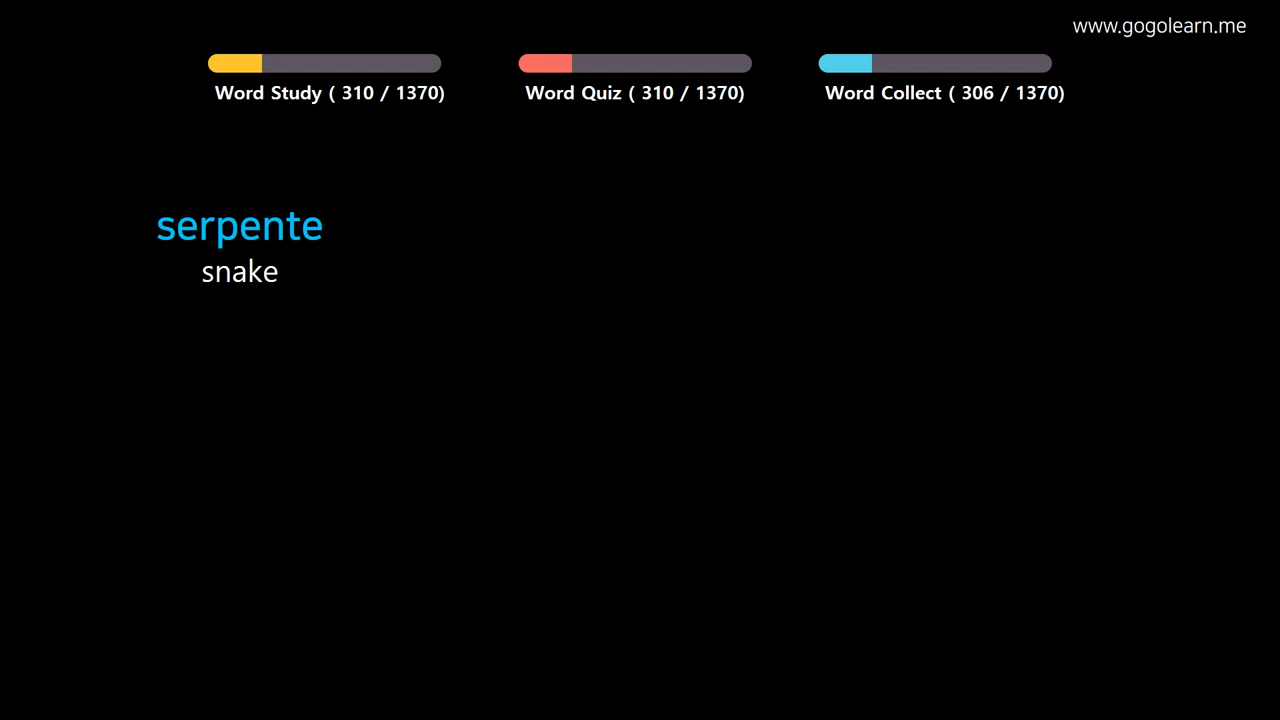 www.gogolearn.me
Word Study ( 310 / 1370)
Word Quiz ( 310 / 1370)
Word Collect ( 306 / 1370)
serpente
snake